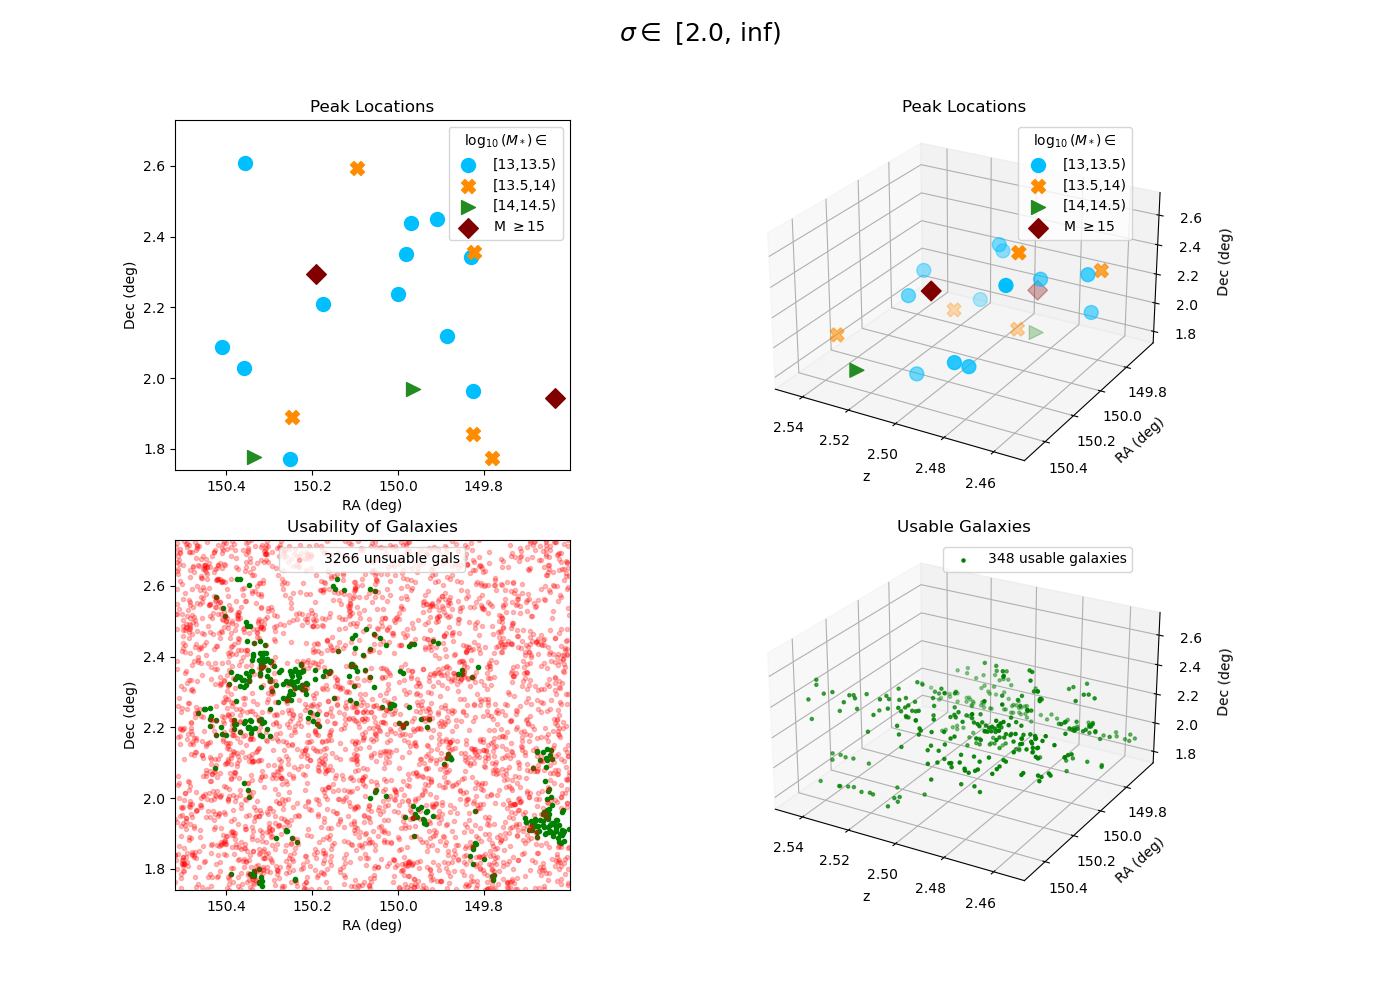 σ ∈ [2.0, inf)
Peak Locations
log₁₀(M*) ∈
[13,13.5)
[13.5,14)
[14,14.5)
M ≥15
2.6
2.4
2.2
2.0
1.8
Dec (deg)
150.4 150.2 150.0 149.8
RA (deg)
Peak Locations
log₁₀(M*) ∈
[13,13.5)
[13.5,14)
[14,14.5)
M ≥15
2.6
2.4
2.2
2.0
1.8
Dec (deg)
149.8
150.0
150.2
150.4
RA (deg)
2.54
2.52
2.50
2.48
2.46
z
Usability of Galaxies
3266 unsuable gals
2.6
2.4
2.2
2.0
1.8
Dec (deg)
150.4 150.2 150.0 149.8
RA (deg)
Usable Galaxies
348 usable galaxies
2.6
2.4
2.2
2.0
1.8
Dec (deg)
149.8
150.0
150.2
150.4
RA (deg)
2.54
2.52
2.50
2.48
2.46
z